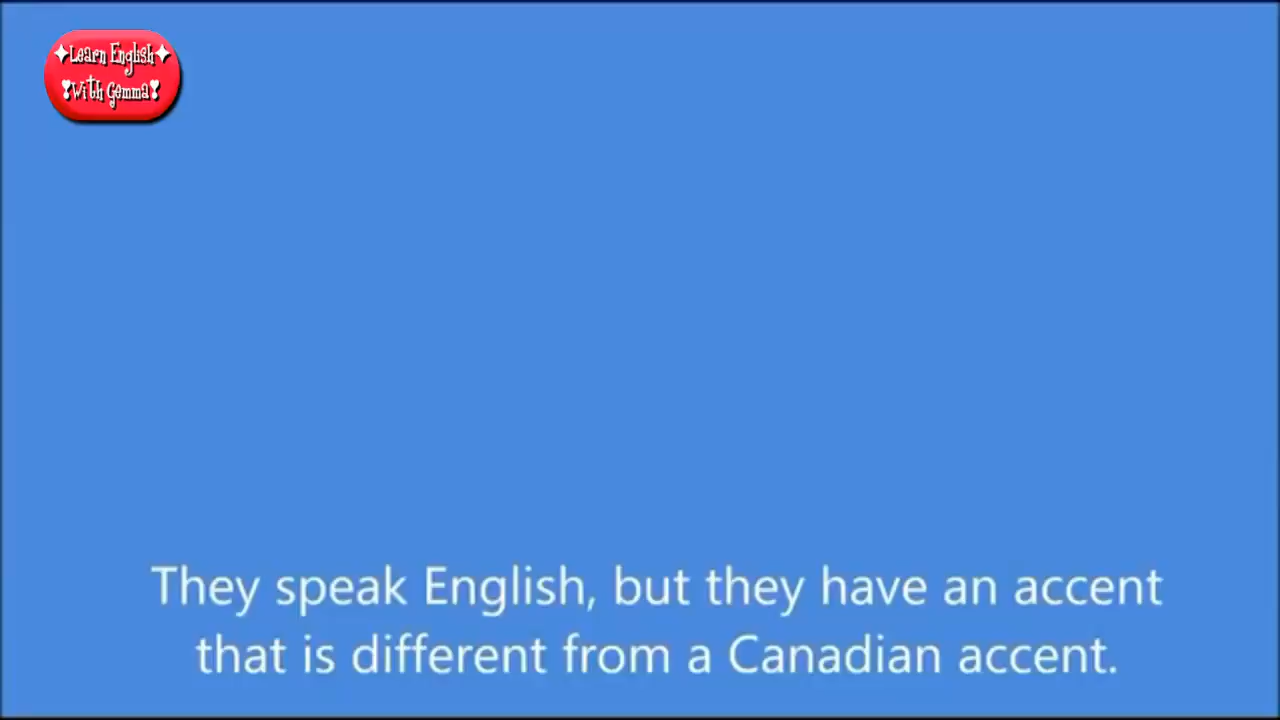 Learn English
With Gemma
They speak English, but they have an accent
that is different from a Canadian accent.